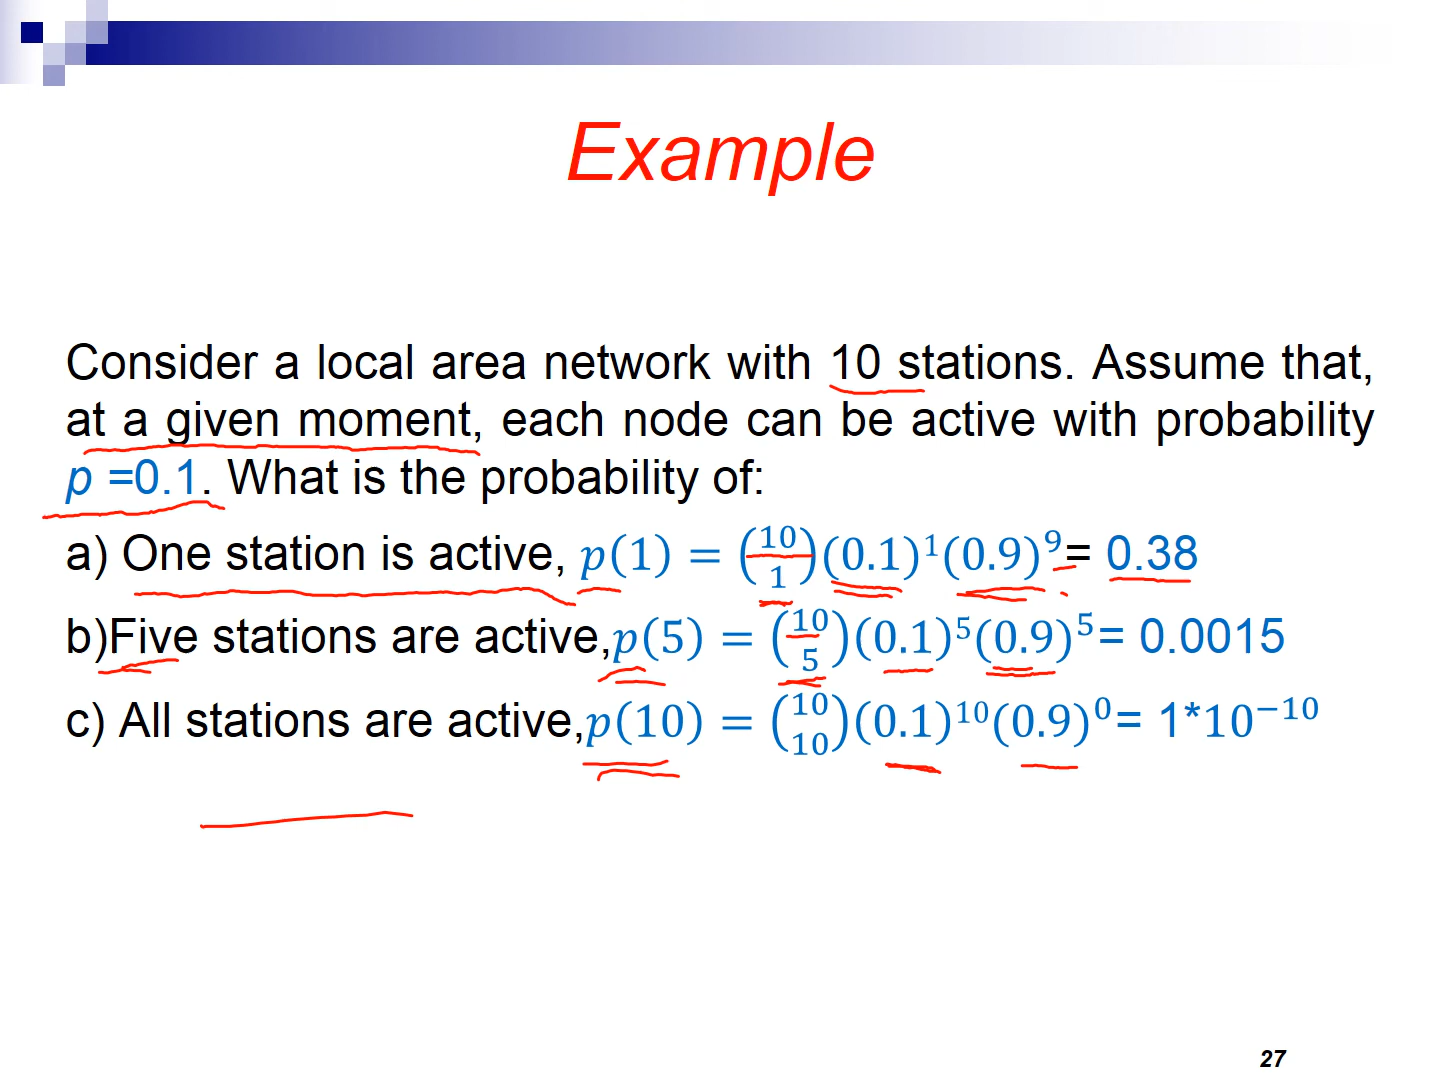 Example
Consider a local area network with 10 stations. Assume that,
at a given moment, each node can be active with probability
p =0.1. What is the probability of:
a) One station is active, p(1) = (10 1)(0.1)¹(0.9)⁹= 0.38
b)Five stations are active,p(5) = (10 5)(0.1)⁵(0.9)⁵= 0.0015
c) All stations are active,p(10) = (10 10)(0.1)¹⁰(0.9)⁰= 1*10⁻¹⁰
27